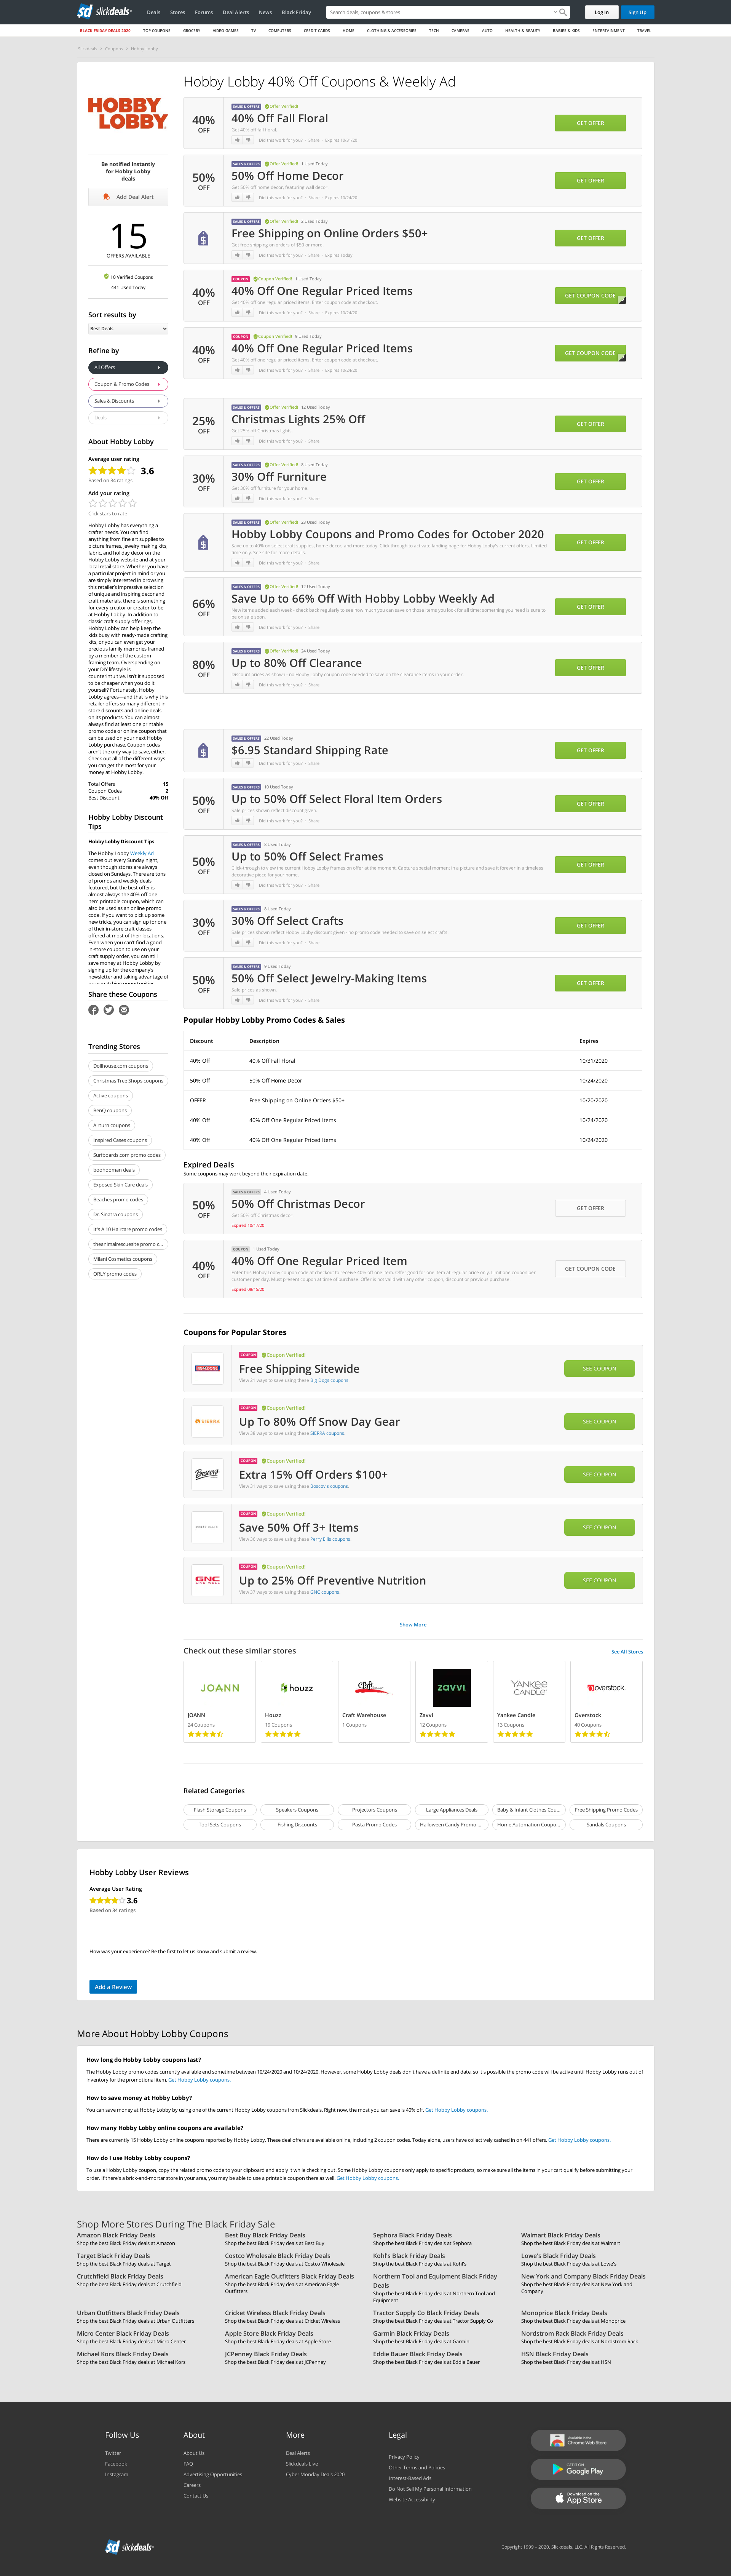 slickdeals
Deals Stores Forums Deal Alerts News Black Friday
Search deals, coupons & stores
Log In
Sign Up
BLACK FRIDAY DEALS 2020 TOP COUPONS GROCERY VIDEO GAMES TV COMPUTERS CREDIT CARDS HOME CLOTHING & ACCESSORIES TECH CAMERAS AUTO HEALTH & BEAUTY BABIES & KIDS ENTERTAINMENT TRAVEL
Slickdeals > Coupons > Hobby Lobby
HOBBY
LOBBY
Be notified instantly
for Hobby Lobby
deals
Add Deal Alert
15
OFFERS AVAILABLE
10 Verified Coupons
441 Used Today
Sort results by
Best Deals
Refine by
All Offers
Coupon & Promo Codes
Sales & Discounts
Deals
About Hobby Lobby
Average user rating
3.6
Based on 34 ratings
Add your rating
Click stars to rate
Hobby Lobby has everything a
crafter needs. You can find
anything from fine art supplies to
picture frames, jewelry making kits,
fabric, and holiday decor on the
Hobby Lobby website and at your
local retail store. Whether you have
a particular project in mind or you
are simply interested in browsing
this retailer's impressive selection
of unique and inspiring decor and
craft materials, there is something
for every creator or creator-to-be
at Hobby Lobby. In addition to
classic craft supply offerings,
Hobby Lobby can help keep the
kids busy with ready-made crafting
kits, or you can even get your
precious family memories framed
by a member of the custom
framing team. Overspending on
your DIY lifestyle is
counterintuitive. Isn't it supposed
to be cheaper when you do it
yourself? Fortunately, Hobby
Lobby agrees—and that is why this
retailer offers so many different in-
store discounts and online deals
on its products. You can almost
always find at least one printable
promo code or online coupon that
can be used on your next Hobby
Lobby purchase. Coupon codes
aren't the only way to save, either.
Check out all of the different ways
you can get the most for your
money at Hobby Lobby.
Total Offers 15
Coupon Codes 2
Best Discount 40% Off
Hobby Lobby Discount
Tips
Hobby Lobby Discount Tips
The Hobby Lobby Weekly Ad
comes out every Sunday night,
even though stores are always
closed on Sundays. There are tons
of promos and weekly deals
featured, but the best offer is
almost always the 40% off one
item printable coupon, which can
also be used as an online promo
code. If you want to pick up some
new tricks, you can sign up for one
of their in-store craft classes
offered at most of their locations.
Even when you can't find a good
in-store coupon to use on your
craft supply order, you can still
save money at Hobby Lobby by
signing up for the company's
newsletter and taking advantage of
Share these Coupons
Trending Stores
Dollhouse.com coupons
Christmas Tree Shops coupons
Active coupons
BenQ coupons
Airturn coupons
Inspired Cases coupons
Surfboards.com promo codes
boohooman deals
Exposed Skin Care deals
Beaches promo codes
Dr. Sinatra coupons
It's A 10 Haircare promo codes
theanimalrescuesite promo c...
Milani Cosmetics coupons
ORLY promo codes
Hobby Lobby 40% Off Coupons & Weekly Ad
40% OFF
SALES & OFFERS Offer Verified!
40% Off Fall Floral
Get 40% off fall floral.
Did this work for you? Share Expires 10/31/20
GET OFFER
50% OFF
SALES & OFFERS Offer Verified! 1 Used Today
50% Off Home Decor
Get 50% off home decor, featuring wall decor.
Did this work for you? Share Expires 10/24/20
GET OFFER
SALES & OFFERS Offer Verified! 2 Used Today
Free Shipping on Online Orders $50+
Get free shipping on orders of $50 or more.
Did this work for you? Share Expires Today
GET OFFER
40% OFF
COUPON Coupon Verified! 1 Used Today
40% Off One Regular Priced Items
Get 40% off one regular priced items. Enter coupon code at checkout.
Did this work for you? Share Expires 10/24/20
GET COUPON CODE
40% OFF
COUPON Coupon Verified! 9 Used Today
40% Off One Regular Priced Items
Get 40% off one regular priced items. Enter coupon code at checkout.
Did this work for you? Share Expires 10/24/20
GET COUPON CODE
25% OFF
SALES & OFFERS Offer Verified! 12 Used Today
Christmas Lights 25% Off
Get 25% off Christmas lights.
Did this work for you? Share
GET OFFER
30% OFF
SALES & OFFERS Offer Verified! 8 Used Today
30% Off Furniture
Get 30% off furniture for your home.
Did this work for you? Share
GET OFFER
SALES & OFFERS Offer Verified! 23 Used Today
Hobby Lobby Coupons and Promo Codes for October 2020
Save up to 40% on select craft supplies, home decor, and more today. Click through to activate landing page for Hobby Lobby's current offers. Limited
time only. See site for more details.
Did this work for you? Share
GET OFFER
66% OFF
SALES & OFFERS Offer Verified! 12 Used Today
Save Up to 66% Off With Hobby Lobby Weekly Ad
New items added each week - check back regularly to see how much you can save on those items you look for all time; something you need is sure to
be on sale soon.
Did this work for you? Share
GET OFFER
80% OFF
SALES & OFFERS Offer Verified! 24 Used Today
Up to 80% Off Clearance
Discount prices as shown - no Hobby Lobby coupon code needed to save on the clearance items in your order.
Did this work for you? Share
GET OFFER
SALES & OFFERS 22 Used Today
$6.95 Standard Shipping Rate
Did this work for you? Share
GET OFFER
50% OFF
SALES & OFFERS 10 Used Today
Up to 50% Off Select Floral Item Orders
Sale prices shown reflect discount given.
Did this work for you? Share
GET OFFER
50% OFF
SALES & OFFERS 6 Used Today
Up to 50% Off Select Frames
Click-through to view the current Hobby Lobby frames on offer at the moment. Capture special moment in a picture and save it forever in a timeless
decorative piece for your home.
Did this work for you? Share
GET OFFER
30% OFF
SALES & OFFERS 8 Used Today
30% Off Select Crafts
Sale prices shown reflect Hobby Lobby discount given - no promo code needed to save on select crafts.
Did this work for you? Share
GET OFFER
50% OFF
SALES & OFFERS 9 Used Today
50% Off Select Jewelry-Making Items
Sale prices as shown.
Did this work for you? Share
GET OFFER
Popular Hobby Lobby Promo Codes & Sales
Discount Description Expires
40% Off 40% Off Fall Floral 10/31/2020
50% Off 50% Off Home Decor 10/24/2020
OFFER Free Shipping on Online Orders $50+ 10/20/2020
40% Off 40% Off One Regular Priced Items 10/24/2020
40% Off 40% Off One Regular Priced Items 10/24/2020
Expired Deals
Some coupons may work beyond their expiration date.
50% OFF
SALES & OFFERS 4 Used Today
50% Off Christmas Decor
Get 50% off Christmas decor.
Expired 10/17/20
GET OFFER
40% OFF
COUPON 1 Used Today
40% Off One Regular Priced Item
Enter this Hobby Lobby coupon code at checkout to receive 40% off one item. Offer good for one item at regular price only. Limit one coupon per
customer per day. Must present coupon at time of purchase. Offer is not valid with any other coupon, discount or previous purchase.
Expired 08/15/20
GET COUPON CODE
Coupons for Popular Stores
COUPON Coupon Verified!
Free Shipping Sitewide
View 21 ways to save using these Big Dogs coupons.
SEE COUPON
SIERRA
COUPON Coupon Verified!
Up To 80% Off Snow Day Gear
View 38 ways to save using these SIERRA coupons.
SEE COUPON
Boscov's
COUPON Coupon Verified!
Extra 15% Off Orders $100+
View 31 ways to save using these Boscov's coupons.
SEE COUPON
PERRY ELLIS
COUPON Coupon Verified!
Save 50% Off 3+ Items
View 36 ways to save using these Perry Ellis coupons.
SEE COUPON
GNC
LIVE WELL
COUPON Coupon Verified!
Up to 25% Off Preventive Nutrition
View 37 ways to save using these GNC coupons.
SEE COUPON
Show More
Check out these similar stores
See All Stores
JOANN houzz Craft Warehouse ZAVVI YANKEE CANDLE overstock
JOANN Houzz Craft Warehouse Zavvi Yankee Candle Overstock
24 Coupons 19 Coupons 1 Coupons 12 Coupons 13 Coupons 40 Coupons
Related Categories
Flash Storage Coupons Speakers Coupons Projectors Coupons Large Appliances Deals Baby & Infant Clothes Cou... Free Shipping Promo Codes
Tool Sets Coupons Fishing Discounts Pasta Promo Codes Halloween Candy Promo ... Home Automation Coupo... Sandals Coupons
Hobby Lobby User Reviews
Average User Rating
3.6
Based on 34 ratings
How was your experience? Be the first to let us know and submit a review.
Add a Review
More About Hobby Lobby Coupons
How long do Hobby Lobby coupons last?
The Hobby Lobby promo codes currently available end sometime between 10/24/2020 and 10/24/2020. However, some Hobby Lobby deals don't have a definite end date, so it's possible the promo code will be active until Hobby Lobby runs out of
inventory for the promotional item. Get Hobby Lobby coupons.
How to save money at Hobby Lobby?
You can save money at Hobby Lobby by using one of the current Hobby Lobby coupons from Slickdeals. Right now, the most you can save is 40% off. Get Hobby Lobby coupons.
How many Hobby Lobby online coupons are available?
There are currently 15 Hobby Lobby online coupons reported by Hobby Lobby. These deal offers are available online, including 2 coupon codes. Today alone, users have collectively cashed in on 441 offers. Get Hobby Lobby coupons.
How do I use Hobby Lobby coupons?
To use a Hobby Lobby coupon, copy the related promo code to your clipboard and apply it while checking out. Some Hobby Lobby coupons only apply to specific products, so make sure all the items in your cart qualify before submitting your
order. If there's a brick-and-mortar store in your area, you may be able to use a printable coupon there as well. Get Hobby Lobby coupons.
Shop More Stores During The Black Friday Sale
Amazon Black Friday Deals Best Buy Black Friday Deals Sephora Black Friday Deals Walmart Black Friday Deals
Shop the best Black Friday deals at Amazon Shop the best Black Friday deals at Best Buy Shop the best Black Friday deals at Sephora Shop the best Black Friday deals at Walmart
Target Black Friday Deals Costco Wholesale Black Friday Deals Kohl's Black Friday Deals Lowe's Black Friday Deals
Shop the best Black Friday deals at Target Shop the best Black Friday deals at Costco Wholesale Shop the best Black Friday deals at Kohl's Shop the best Black Friday deals at Lowe's
Crutchfield Black Friday Deals
Shop the best Black Friday deals at Crutchfield
American Eagle Outfitters Black Friday Deals
Shop the best Black Friday deals at American Eagle
Outfitters
Northern Tool and Equipment Black Friday
Deals
Shop the best Black Friday deals at Northern Tool and
Equipment
New York and Company Black Friday Deals
Shop the best Black Friday deals at New York and
Company
Urban Outfitters Black Friday Deals Cricket Wireless Black Friday Deals Tractor Supply Co Black Friday Deals Monoprice Black Friday Deals
Shop the best Black Friday deals at Urban Outfitters Shop the best Black Friday deals at Cricket Wireless Shop the best Black Friday deals at Tractor Supply Co Shop the best Black Friday deals at Monoprice
Micro Center Black Friday Deals Apple Store Black Friday Deals Garmin Black Friday Deals Nordstrom Rack Black Friday Deals
Shop the best Black Friday deals at Micro Center Shop the best Black Friday deals at Apple Store Shop the best Black Friday deals at Garmin Shop the best Black Friday deals at Nordstrom Rack
Michael Kors Black Friday Deals JCPenney Black Friday Deals Eddie Bauer Black Friday Deals HSN Black Friday Deals
Shop the best Black Friday deals at Michael Kors Shop the best Black Friday deals at JCPenney Shop the best Black Friday deals at Eddie Bauer Shop the best Black Friday deals at HSN
Follow Us
Twitter
Facebook
Instagram
About
About Us
FAQ
Advertising Opportunities
Careers
Contact Us
More
Deal Alerts
Slickdeals Live
Cyber Monday Deals 2020
Legal
Privacy Policy
Other Terms and Policies
Interest-Based Ads
Do Not Sell My Personal Information
Website Accessibility
Available in the
Chrome Web Store
GET IT ON
Google Play
Download on the
App Store
slickdeals
Copyright 1999 - 2020. Slickdeals, LLC. All Rights Reserved.